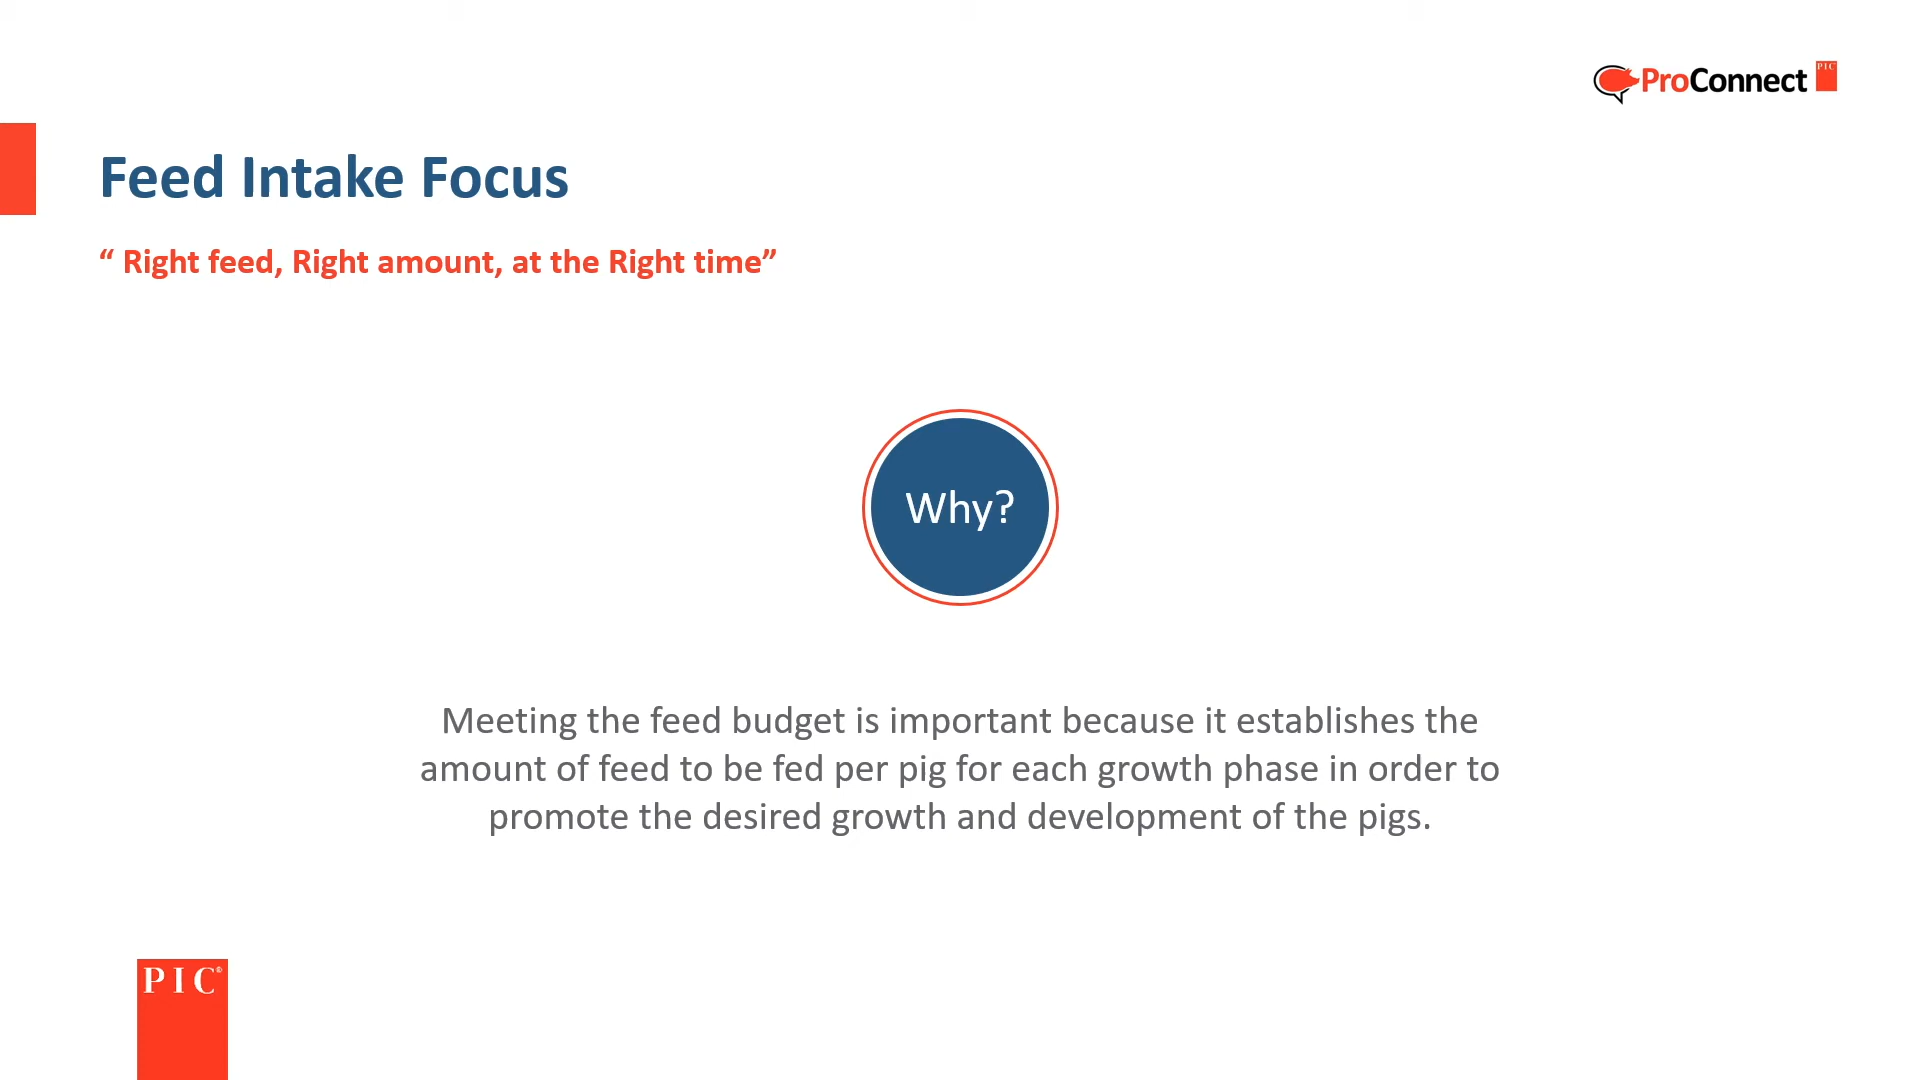 ProConnect PIC
Feed Intake Focus
“ Right feed, Right amount, at the Right time”
Why?
Meeting the feed budget is important because it establishes the
amount of feed to be fed per pig for each growth phase in order to
promote the desired growth and development of the pigs.
PIC®